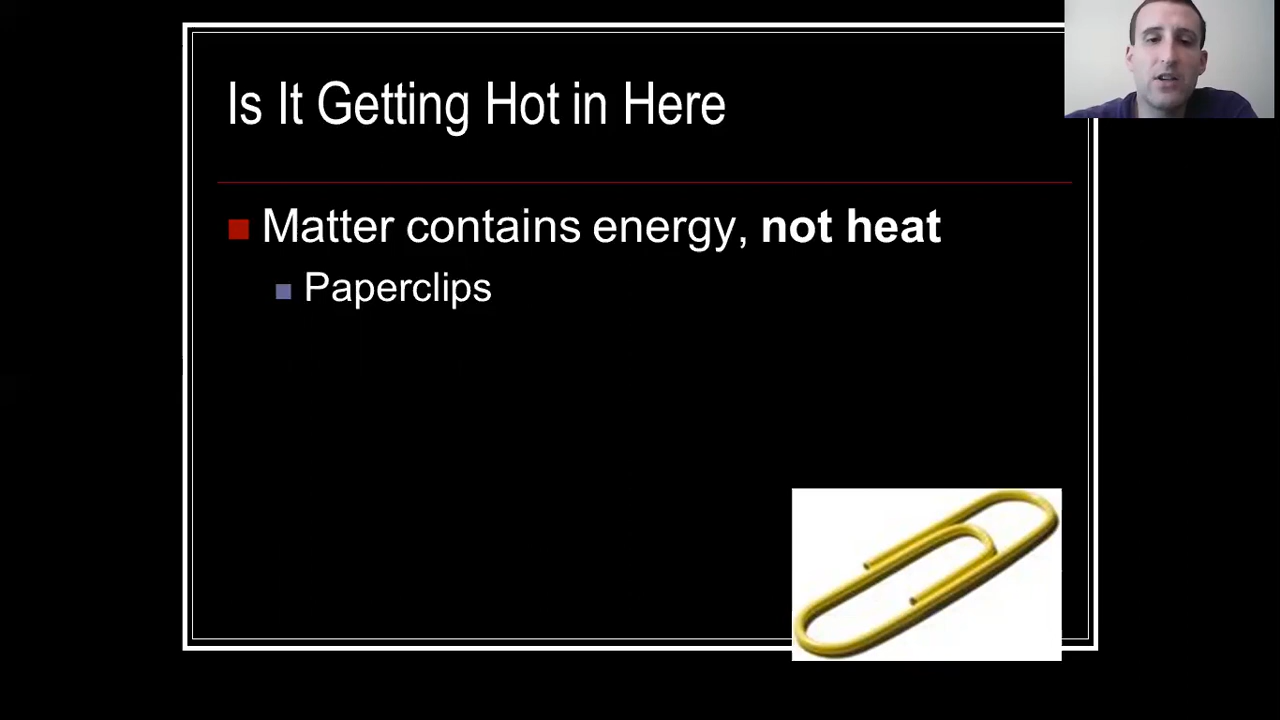 Is It Getting Hot in Here
Matter contains energy, not heat
Paperclips